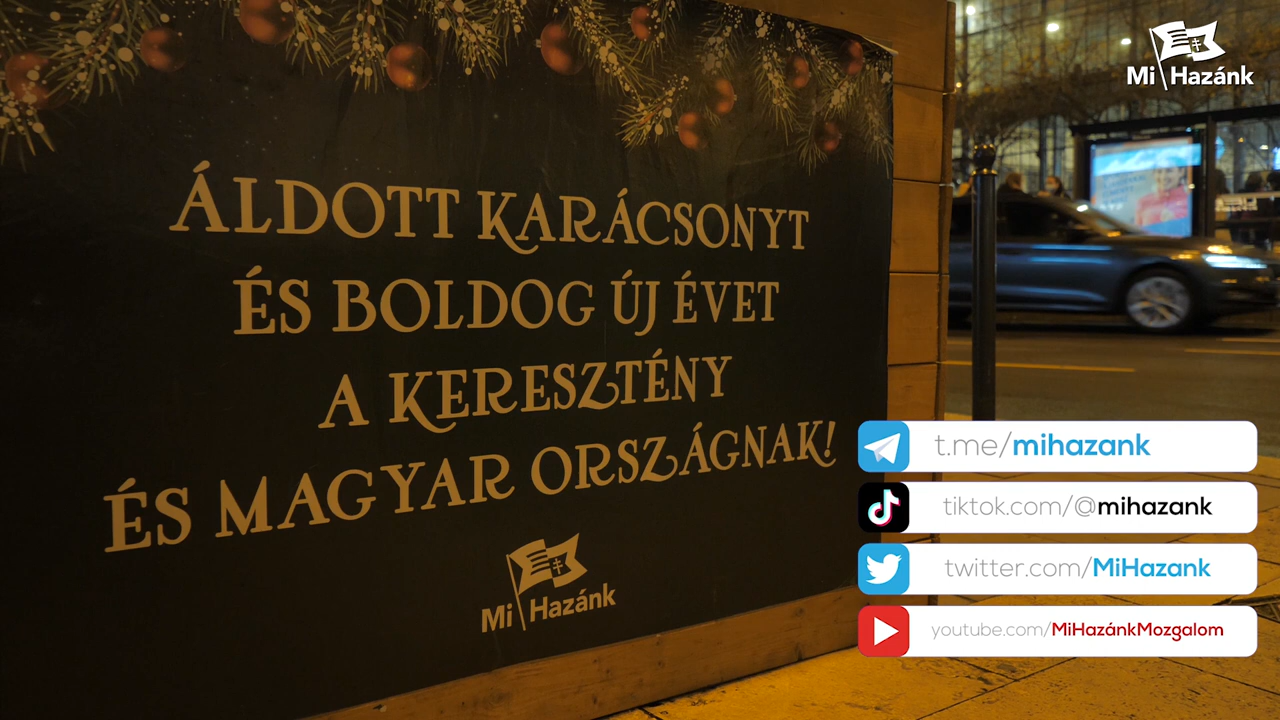 Mi Hazánk
ÁLDOTT KARÁCSONYT
ÉS BOLDOG ÚJ ÉVET
A KERESZTÉNY
ÉS MAGYAR ORSZÁGNAK!
Mi Hazánk
t.me/mihazank
tiktok.com/@mihazank
twitter.com/MiHazank
youtube.com/MiHazánkMozgalom